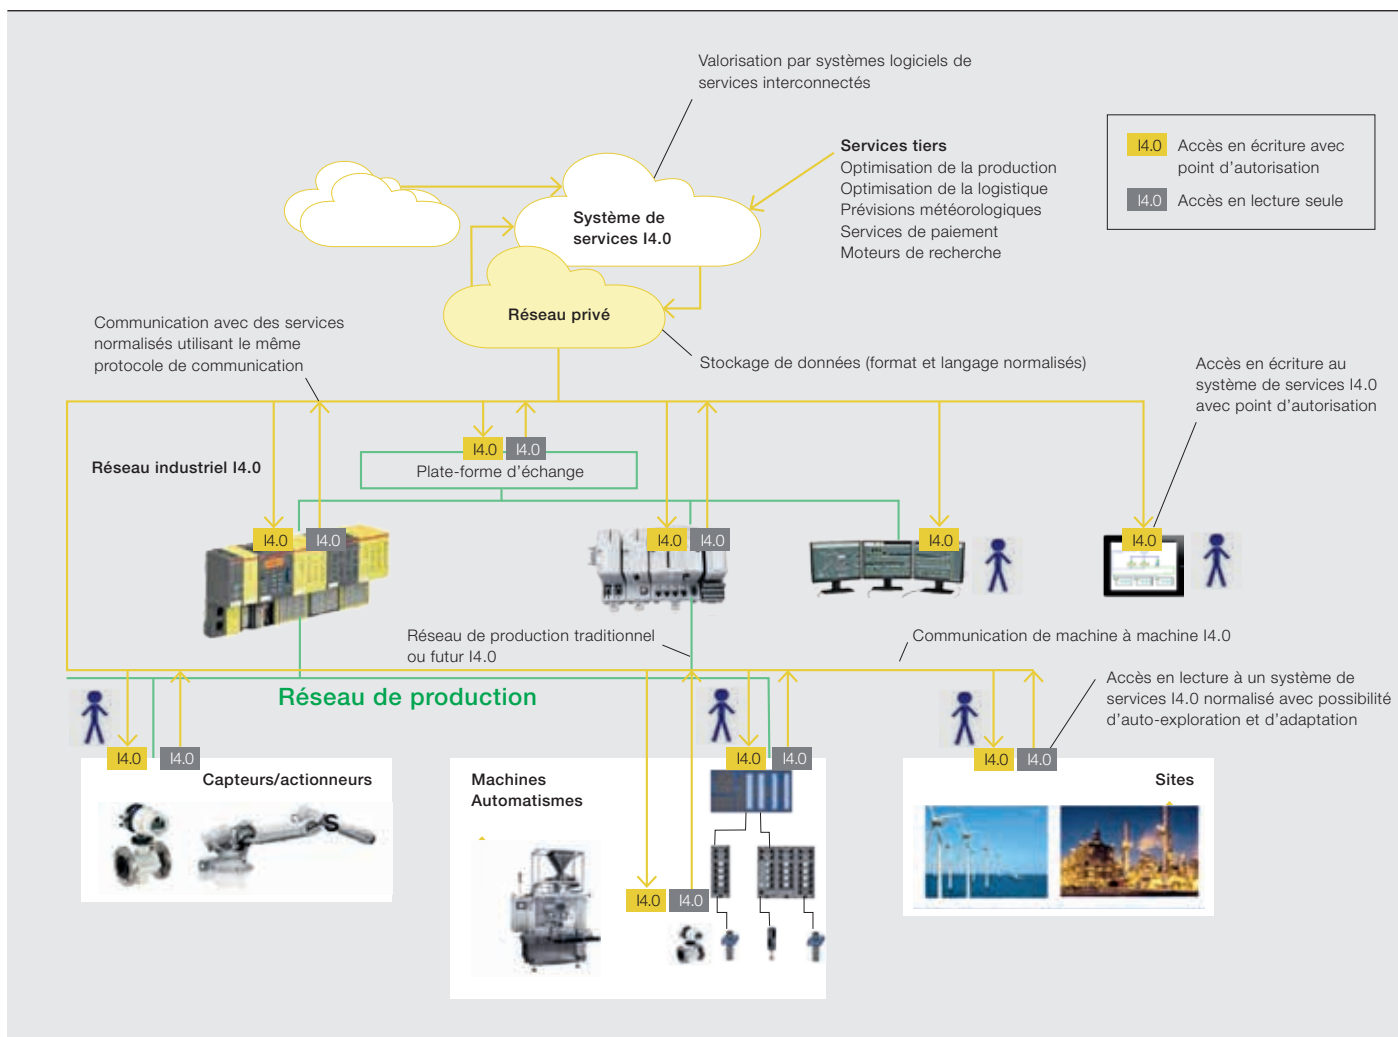 Valorisation par systèmes logiciels de
services interconnectés
Services tiers
Optimisation de la production
Optimisation de la logistique
Prévisions météorologiques
Services de paiement
Moteurs de recherche
I4.0 Accès en écriture avec
point d'autorisation
I4.0 Accès en lecture seule
Système de
services I4.0
Réseau privé
Communication avec des services
normalisés utilisant le même
protocole de communication
Stockage de données (format et langage normalisés)
Accès en écriture au
système de services I4.0
avec point d'autorisation
I4.0 I4.0
Réseau industriel I4.0
Plate-forme d'échange
I4.0 I4.0 I4.0 I4.0 I4.0 I4.0
Réseau de production traditionnel
ou futur I4.0
Communication de machine à machine I4.0
Réseau de production
Accès en lecture à un système de
services I4.0 normalisé avec possibilité
d'auto-exploration et d'adaptation
I4.0 I4.0 I4.0 I4.0 I4.0 I4.0
Capteurs/actionneurs
S
Machines
Automatismes
Sites
I4.0 I4.0